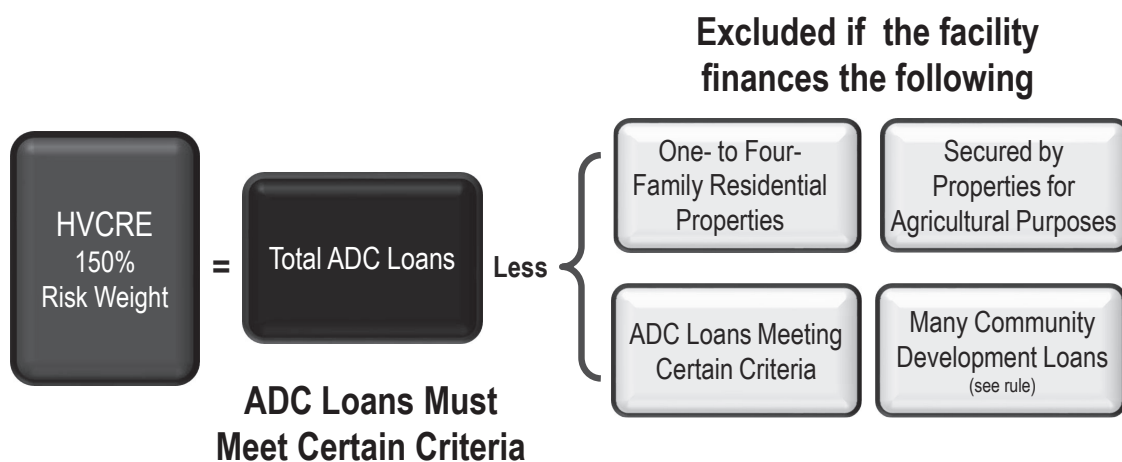 Excluded if the facility
finances the following
HVCRE
150%
Risk Weight
=
Total ADC Loans
Less
One- to Four-
Family Residential
Properties
Secured by
Properties for
Agricultural Purposes
ADC Loans Meeting
Certain Criteria
Many Community
Development Loans
(see rule)
ADC Loans Must
Meet Certain Criteria